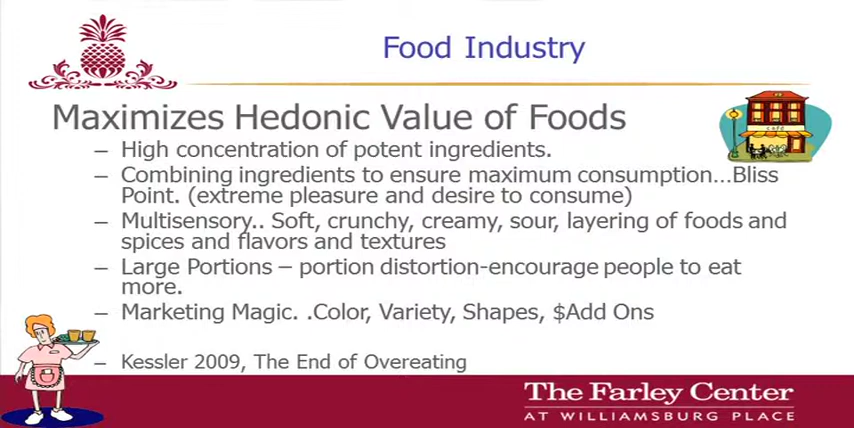 Food Industry
Maximizes Hedonic Value of Foods
– High concentration of potent ingredients.
– Combining ingredients to ensure maximum consumption…Bliss
Point. (extreme pleasure and desire to consume)
– Multisensory.. Soft, crunchy, creamy, sour, layering of foods and
spices and flavors and textures
– Large Portions – portion distortion-encourage people to eat
more.
– Marketing Magic. .Color, Variety, Shapes, $Add Ons
– Kessler 2009, The End of Overeating
café
The Farley Center
AT WILLIAMSBURG PLACE